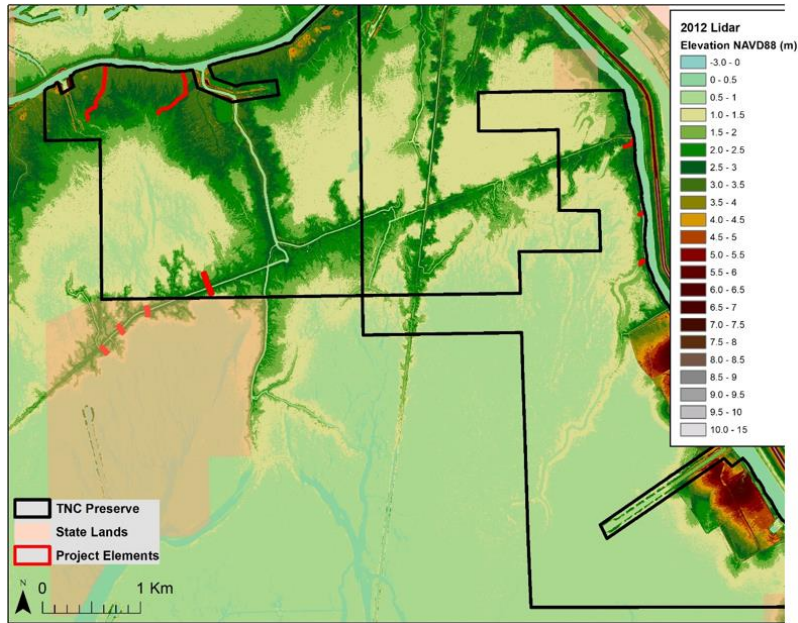 2012 Lidar
Elevation NAVD88 (m)
-3.0 - 0
0 - 0.5
0.5 - 1
1.0 - 1.5
1.5 - 2
2.0 - 2.5
2.5 - 3
3.0 - 3.5
3.5 - 4
4.0 - 4.5
4.5 - 5
5.0 - 5.5
5.5 - 6
6.0 - 6.5
6.5 - 7
7.0 - 7.5
7.5 - 8
8.0 - 8.5
8.5 - 9
9.0 - 9.5
9.5 - 10
10.0 - 15
TNC Preserve
State Lands
Project Elements
N
0 1 Km